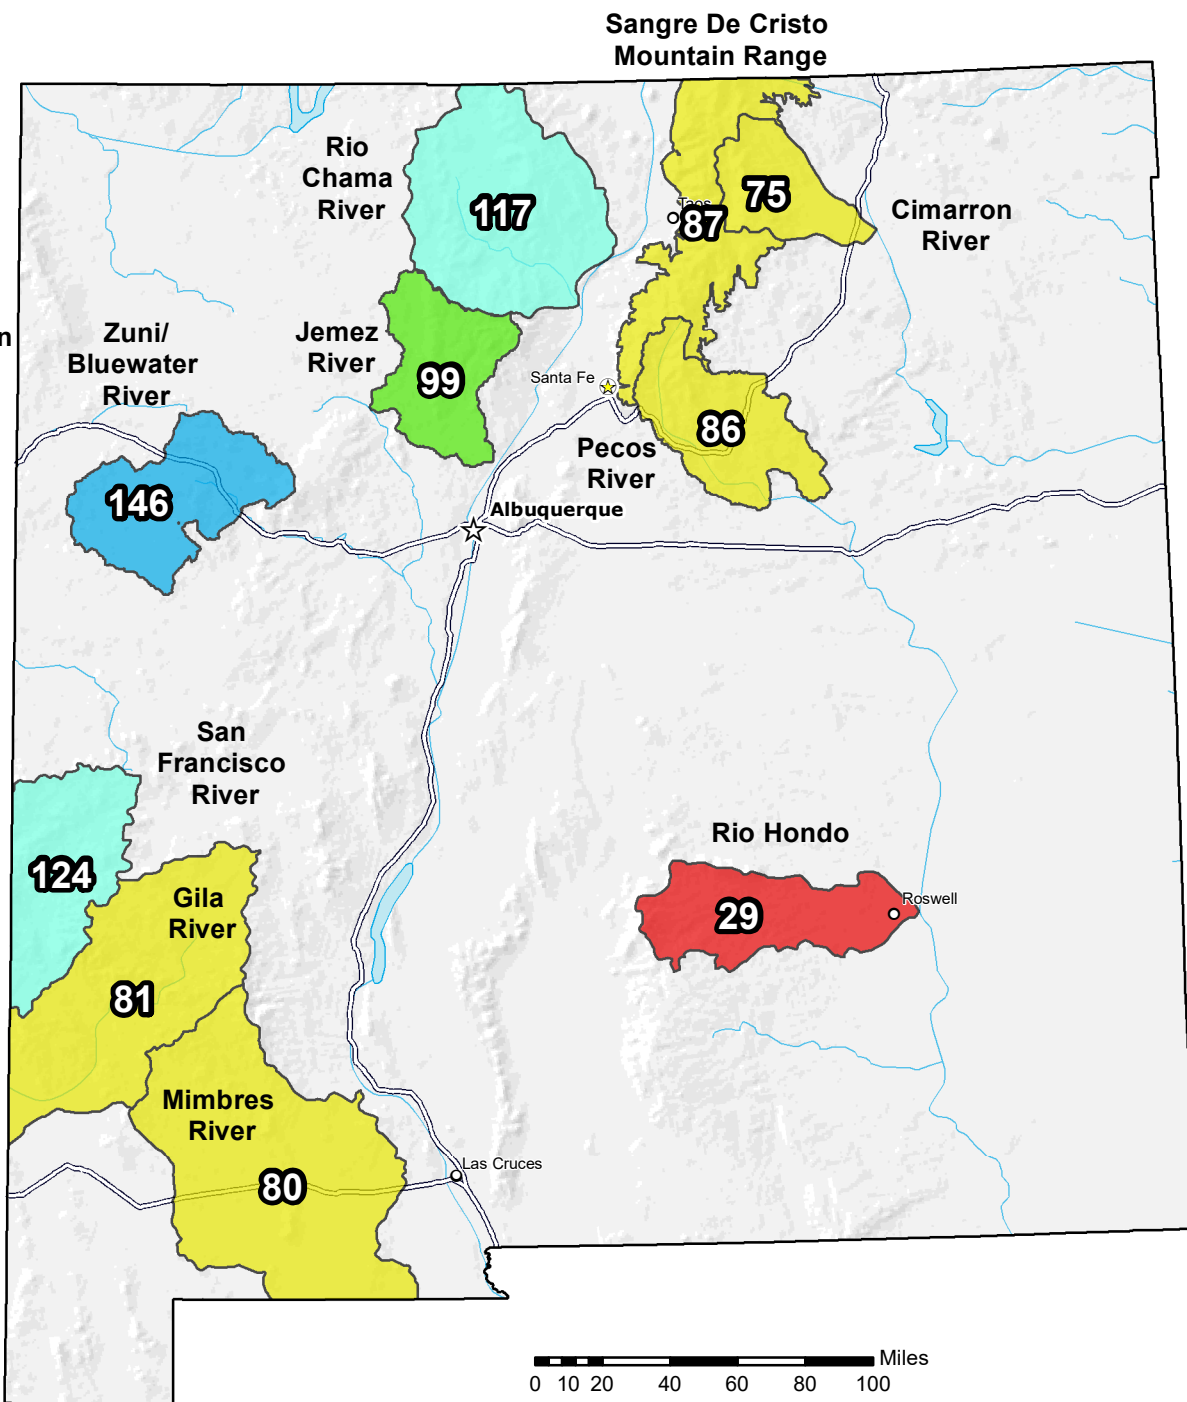 Sangre De Cristo
Mountain Range
Rio
Chama
River
117
75
Taos
87
Cimarron
River
n
Zuni/
Bluewater
River
Jemez
River
99
Santa Fe
86
Pecos
River
146
Albuquerque
San
Francisco
River
Rio Hondo
124
Gila
River
29
Roswell
81
Mimbres
River
Las Cruces
80
Miles
0 10 20 40 60 80 100